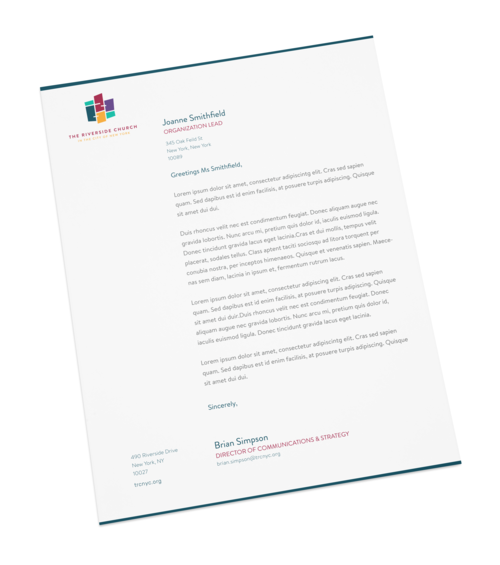 THE RIVERSIDE CHURCH
IN THE CITY OF NEW YORK
Joanne Smithfield
ORGANIZATION LEAD
345 Oak Field St
New York, New York
10089
Greetings Ms Smithfield,
Lorem ipsum dolor sit amet, consectetur adipiscintg elit. Cras sed sapien
quam. Sed dapibus est id enim facilisis, at posuere turpis adipiscing. Quisque
sit amet dui dui.
Duis rhoncus velit nec est condimentum feugiat. Donec aliquam augue nec
gravida lobortis. Nunc arcu mi, pretium quis dolor id, iaculis euismod ligula.
Donec tincidunt gravida lacus eget lacinia.Cras et dui mollis, tempus velit
placerat, sodales tellus. Class aptent taciti sociosqu ad litora torquent per
conubia nostra, per inceptos himenaeos. Quisque et venenatis sapien. Maece-
nas sem diam, lacinia in ipsum at, fermentum rutrum lacus.
Lorem ipsum dolor sit amet, consectetur adipiscing elit. Cras sed sapien
quam. Sed dapibus est id enim facilisis, at posuere turpis adipiscing. Quisque
sit amet dui duir.Duis rhoncus velit nec est condimentum feugiat. Donec
aliquam augue nec gravida lobortis. Nunc arcu mi, pretium quis dolor id,
iaculis euismod ligula. Donec tincidunt gravida lacus eget lacinia.
Lorem ipsum dolor sit amet, consectetur adipiscintg elit. Cras sed sapien
quam. Sed dapibus est id enim facilisis, at posuere turpis adipiscing. Quisque
sit amet dui dui.
Sincerely,
Brian Simpson
DIRECTOR OF COMMUNICATIONS & STRATEGY
brian.simpson@trcnyc.org
490 Riverside Drive
New York, NY
10027
trcnyc.org